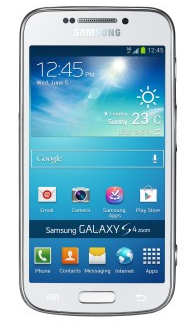 SAMSUNG
12:45
12:45 PM
Wed, June 5
Sunny 23°C
Google
Email Camera Samsung Apps Play Store
Samsung GALAXY S4 zoom
Phone Contacts Messaging Internet Apps